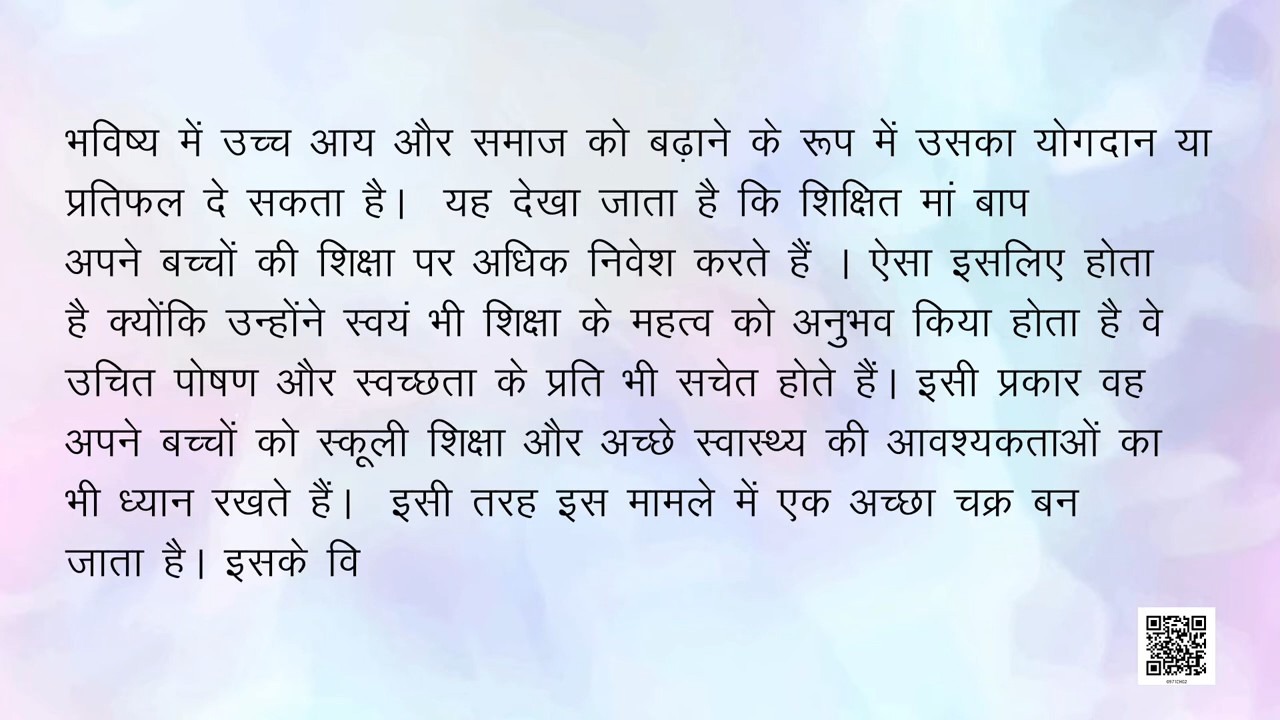 भविष्य में उच्च आय और समाज को बढ़ाने के रूप में उसका योगदान या
प्रतिफल दे सकता है।  यह देखा जाता है कि शिक्षित मां बाप
अपने बच्चों की शिक्षा पर अधिक निवेश करते हैं । ऐसा इसलिए होता
है क्योंकि उन्होंने स्वयं भी शिक्षा के महत्व को अनुभव किया होता है वे
उचित पोषण और स्वच्छता के प्रति भी सचेत होते हैं। इसी प्रकार वह
अपने बच्चों को स्कूली शिक्षा और अच्छे स्वास्थ्य की आवश्यकताओं का
भी ध्यान रखते हैं।  इसी तरह इस मामले में एक अच्छा चक्र बन
जाता है। इसके वि